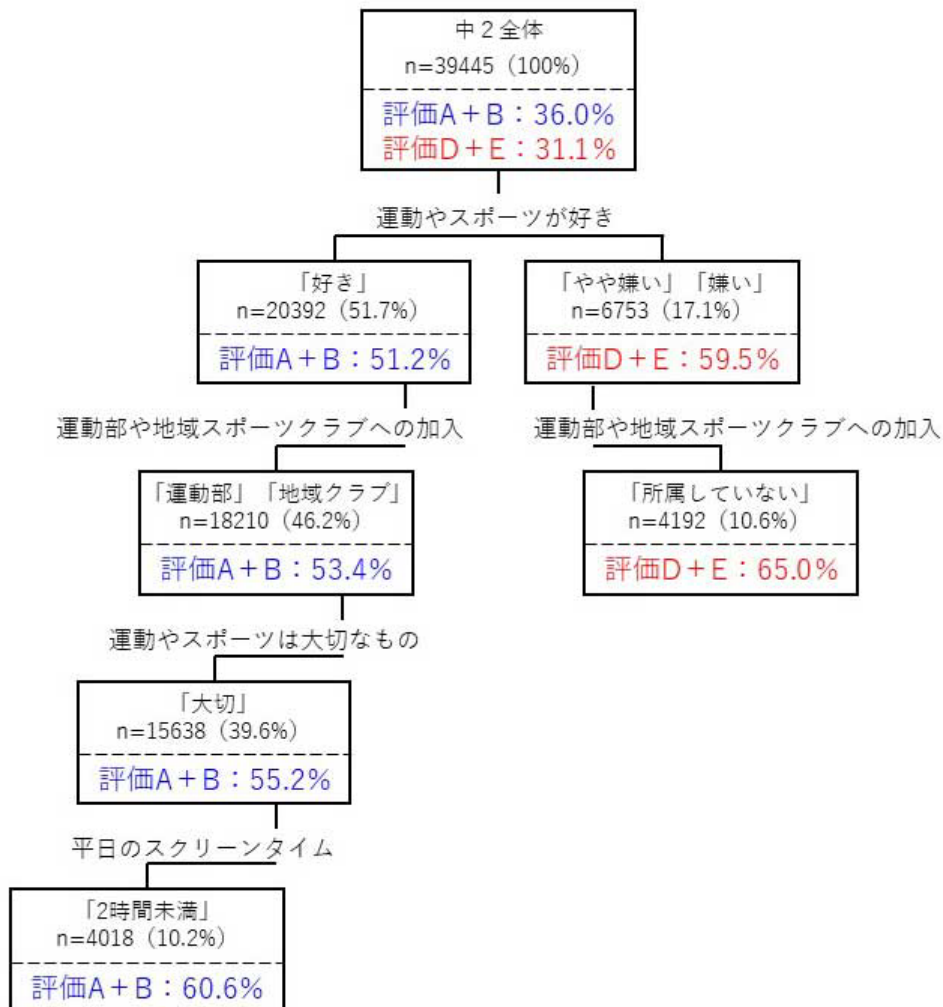 中2全体
n=39445（100%）
評価A＋B：36.0%
評価D＋E：31.1%
運動やスポーツが好き
「好き」
n=20392（51.7%）
評価A＋B：51.2%
「やや嫌い」「嫌い」
n=6753（17.1%）
評価D＋E：59.5%
運動部や地域スポーツクラブへの加入
運動部や地域スポーツクラブへの加入
「運動部」「地域クラブ」
n=18210（46.2%）
評価A＋B：53.4%
「所属していない」
n=4192（10.6%）
評価D＋E：65.0%
運動やスポーツは大切なもの
「大切」
n=15638（39.6%）
評価A＋B：55.2%
平日のスクリーンタイム
「2時間未満」
n=4018（10.2%）
評価A＋B：60.6%